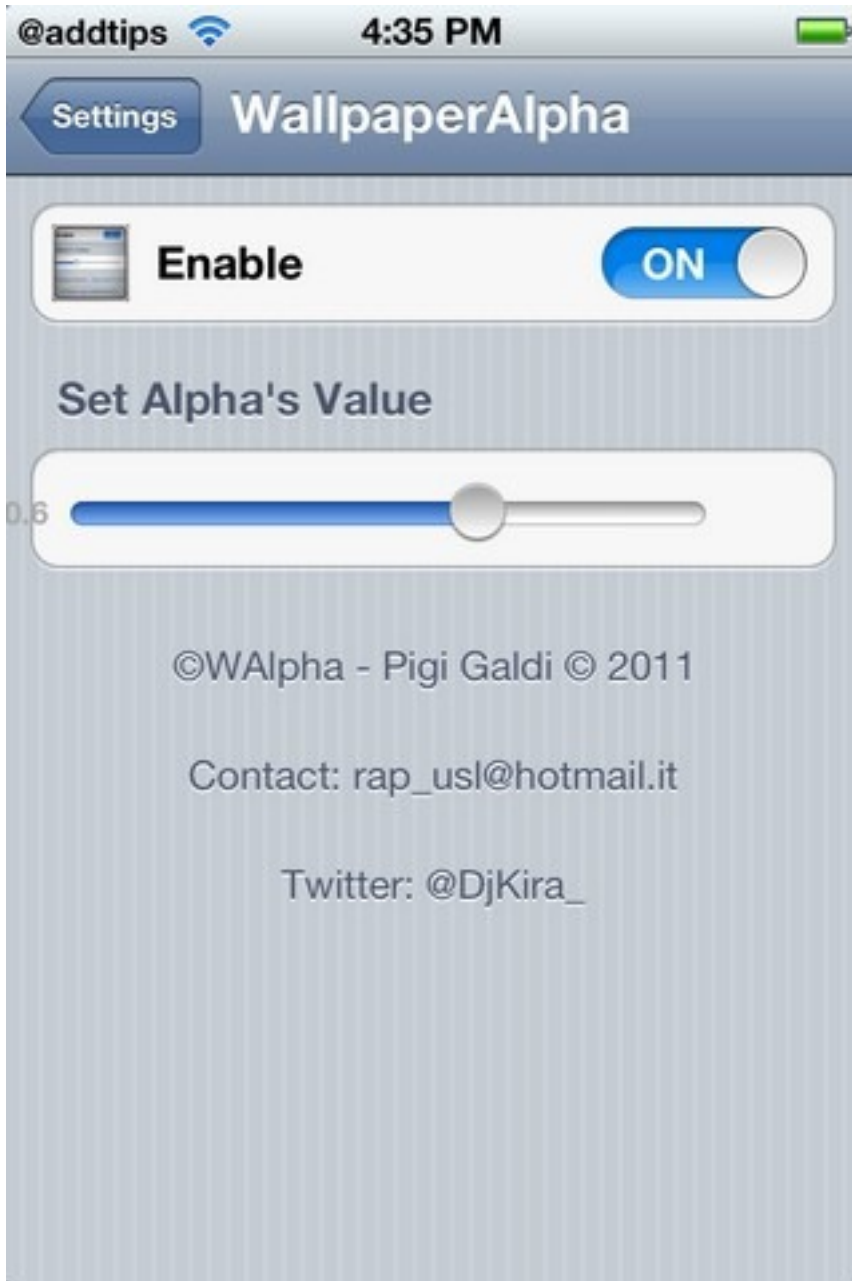 @addtips 4:35 PM
Settings WallpaperAlpha
Enable ON
Set Alpha's Value
0.6
©WAlpha - Pigi Galdi © 2011
Contact: rap_usl@hotmail.it
Twitter: @DjKira_